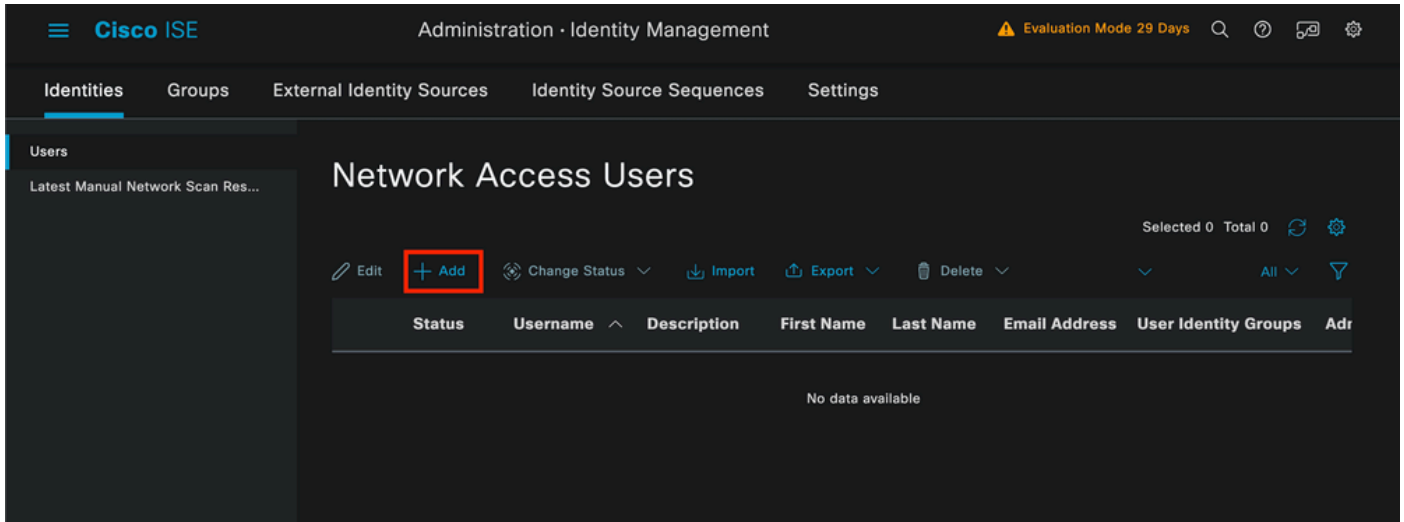 Cisco ISE
Administration · Identity Management
Evaluation Mode 29 Days
Identities Groups External Identity Sources Identity Source Sequences Settings
Users
Latest Manual Network Scan Res...
Network Access Users
Selected 0 Total 0
Edit + Add Change Status Import Export Delete All
Status Username Description First Name Last Name Email Address User Identity Groups Adr
No data available